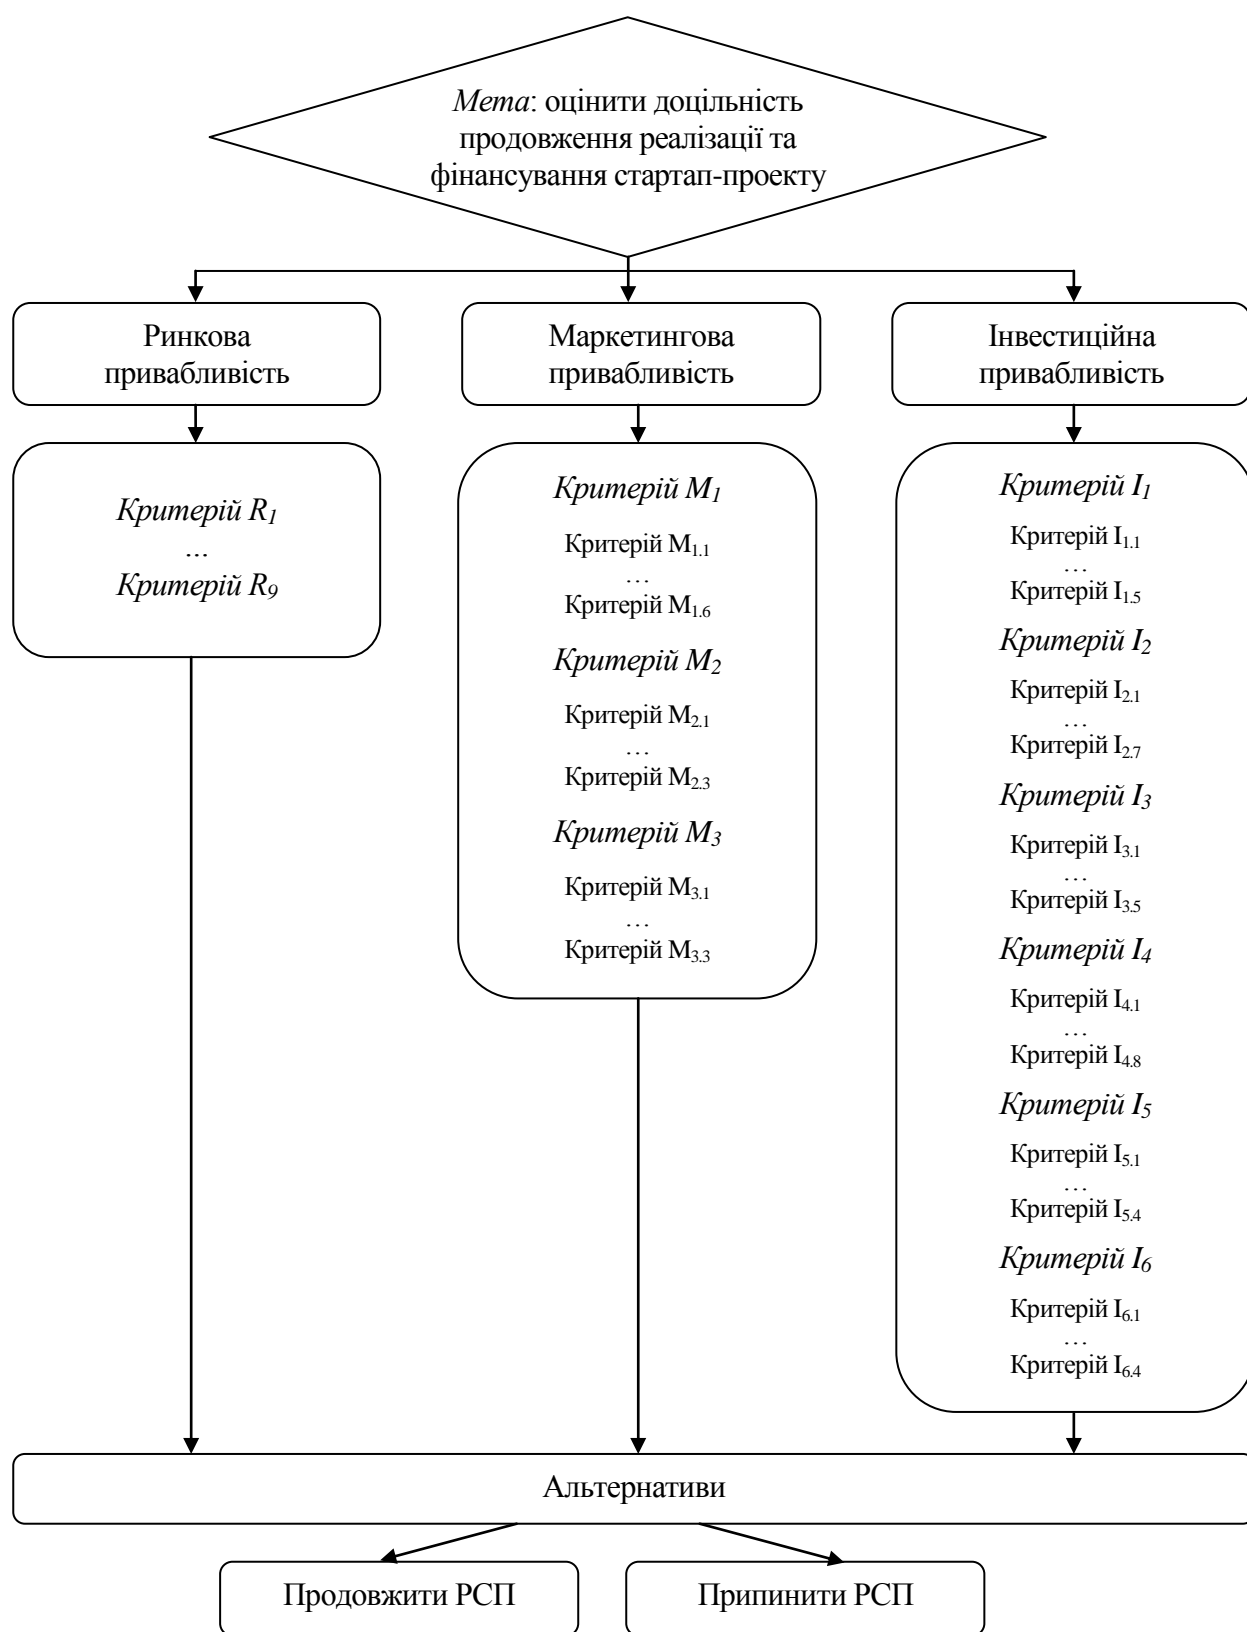 Мета: оцінити доцільність
продовження реалізації та
фінансування стартап-проекту
Ринкова
привабливість
Маркетингова
привабливість
Інвестиційна
привабливість
Критерій R1
...
Критерій R9
Критерій M1
Критерій M1.1
…
Критерій M1.6
Критерій M2
Критерій M2.1
…
Критерій M2.3
Критерій M3
Критерій M3.1
…
Критерій M3.3
Критерій I1
Критерій I1.1
…
Критерій I1.5
Критерій I2
Критерій I2.1
…
Критерій I2.7
Критерій I3
Критерій I3.1
…
Критерій I3.5
Критерій I4
Критерій I4.1
…
Критерій I4.8
Критерій I5
Критерій I5.1
…
Критерій I5.4
Критерій I6
Критерій I6.1
…
Критерій I6.4
Альтернативи
Продовжити РСП
Припинити РСП